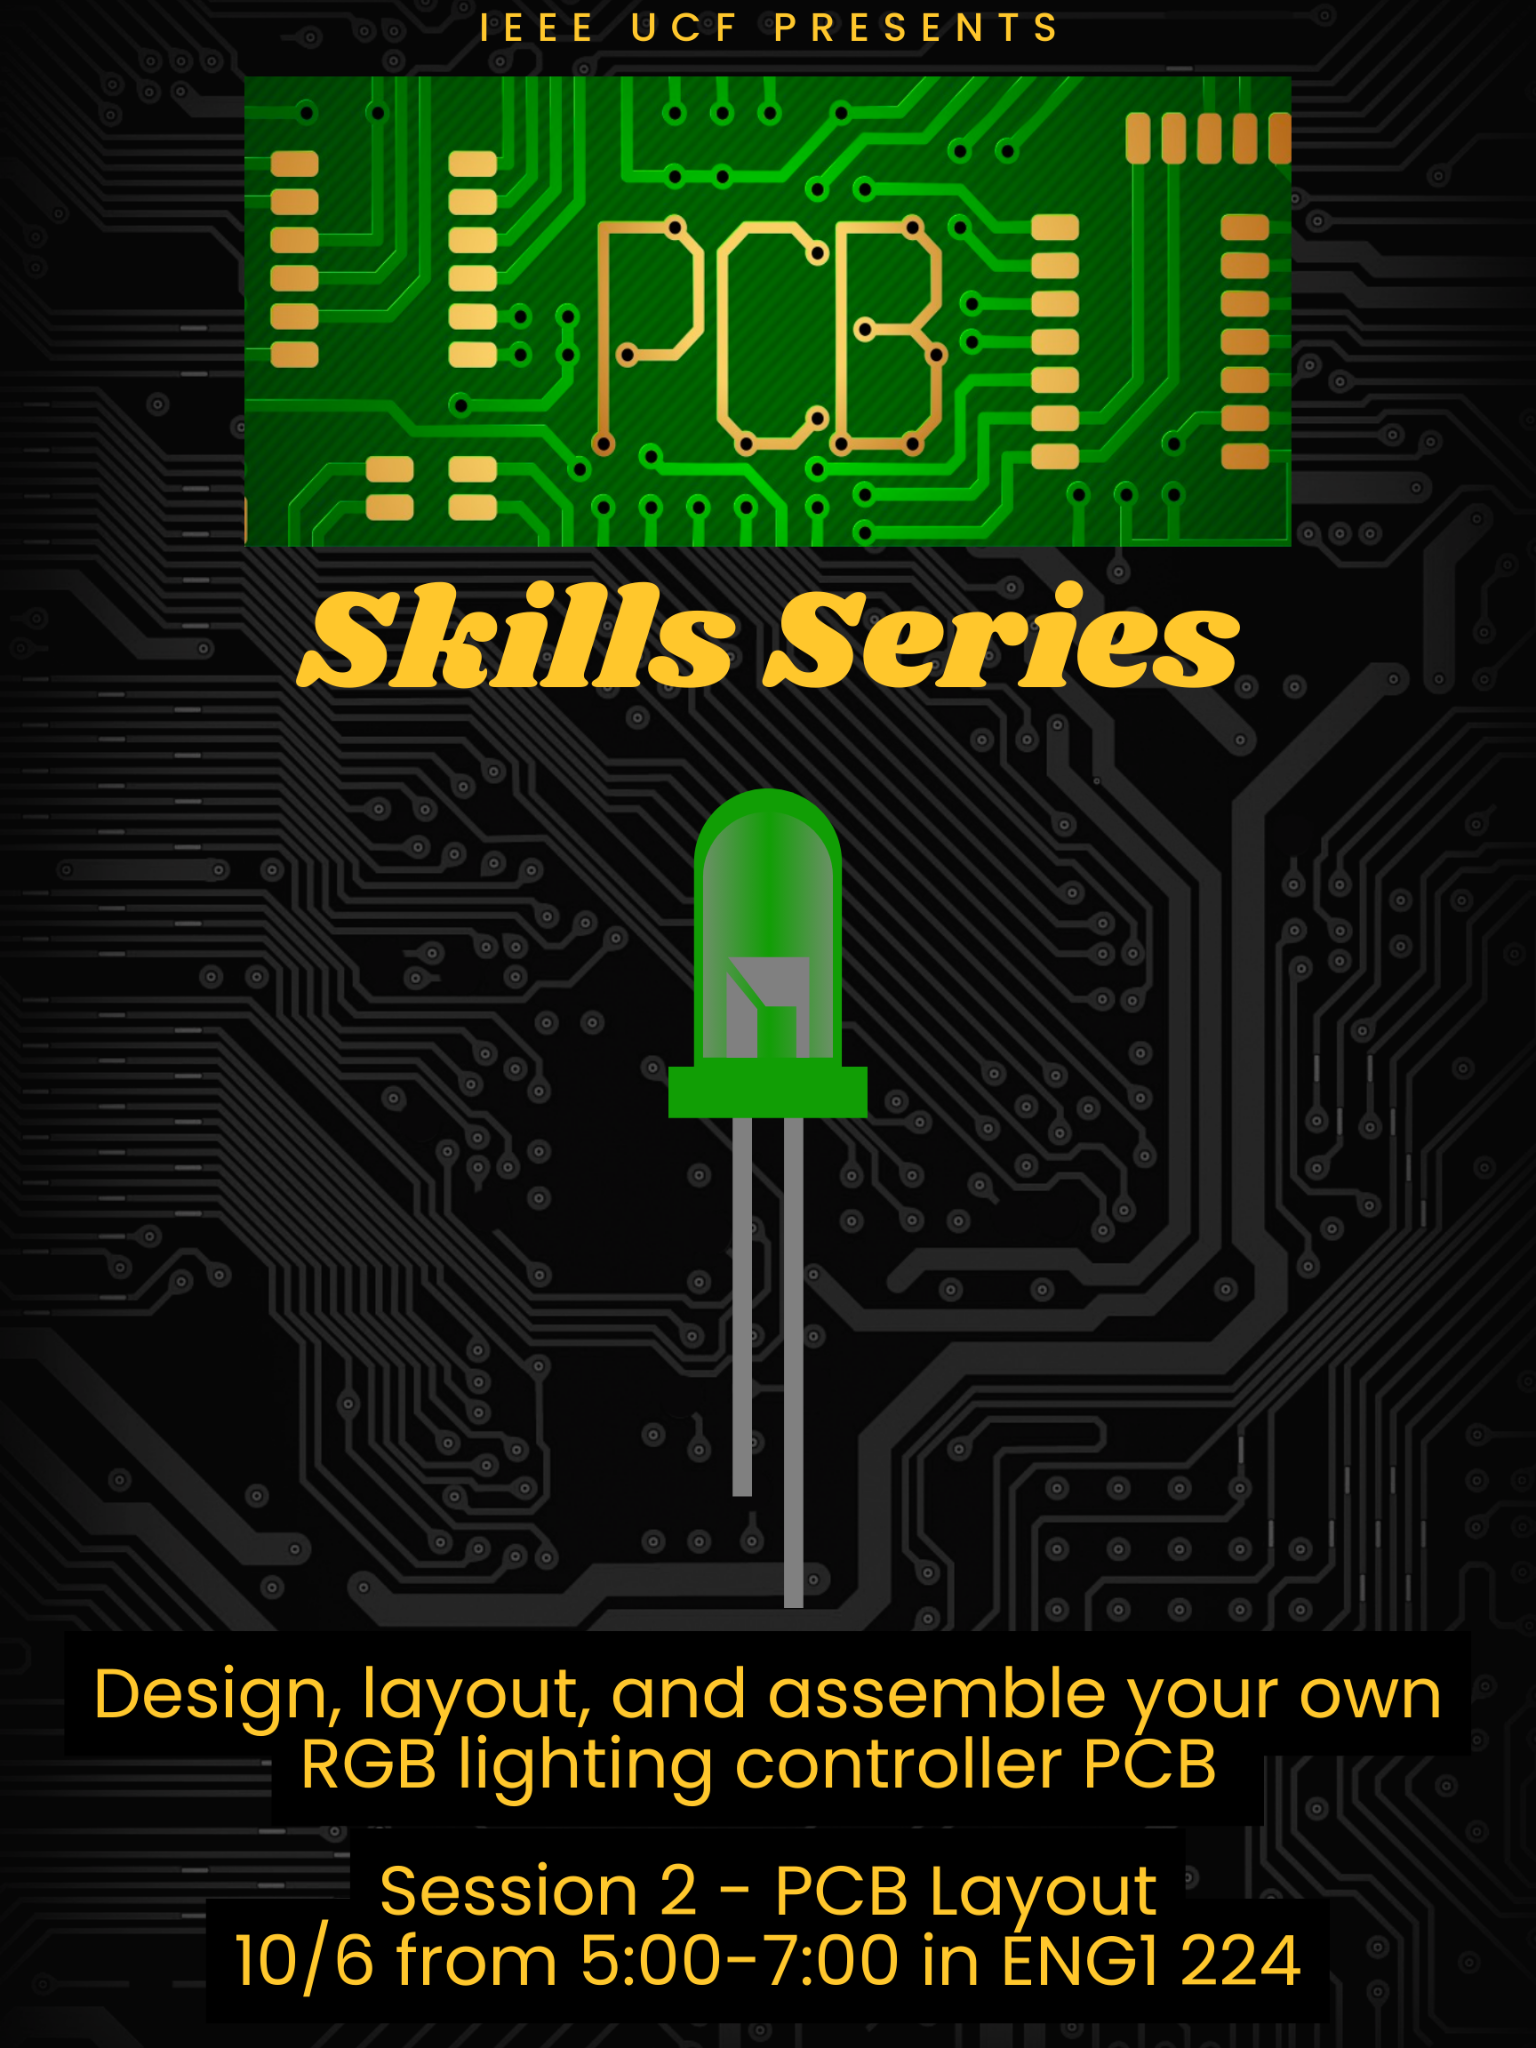 IEEE UCF PRESENTS
PCB
Skills Series
Design, layout, and assemble your own
RGB lighting controller PCB
Session 2 - PCB Layout
10/6 from 5:00-7:00 in ENG1 224